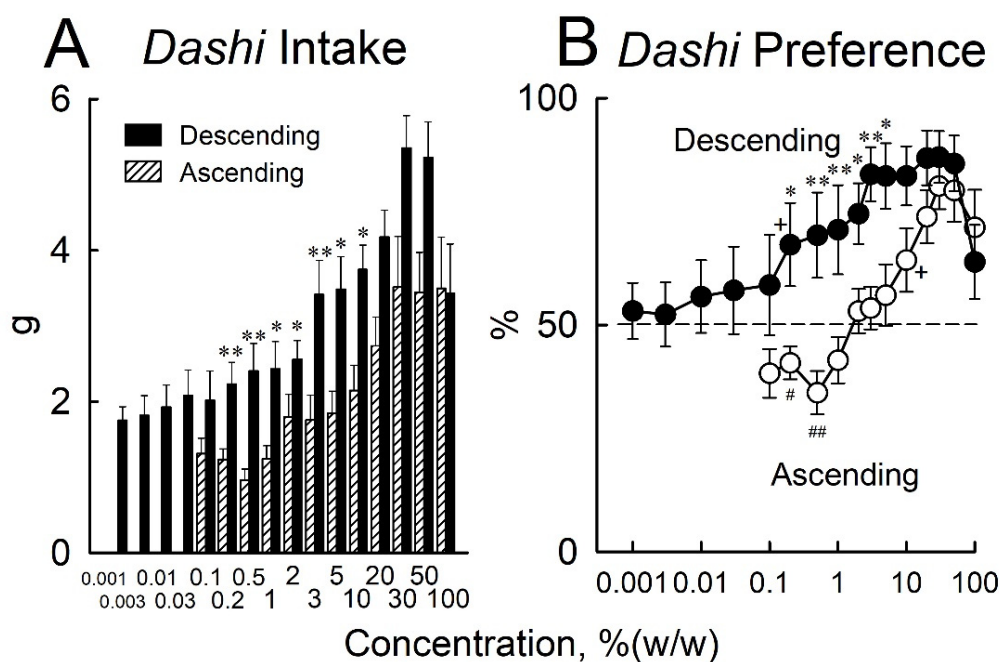 A
Dashi Intake
6
4
2
0
g
Descending
Ascending
** ** * * ** * *
0.001 0.01 0.1 0.5 2 5 20 50
0.003 0.03 0.2 1 3 10 30 100
B
Dashi Preference
100
50
0
%
Descending
+ * ** ** * ** *
+
#
##
Ascending
0.001 0.01 0.1 1 10 100
Concentration, %(w/w)